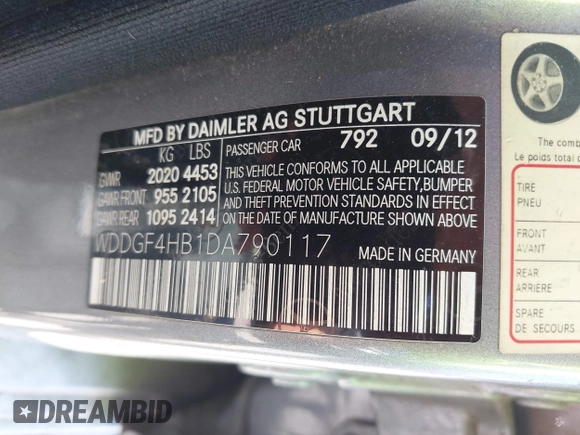 MFD BY DAIMLER AG STUTTGART
KG LBS PASSENGER CAR 792 09/12
GVWR 2020 4453
GAWR FRONT 955 2105
GAWR REAR 1095 2414
THIS VEHICLE CONFORMS TO ALL APPLICABLE
U.S. FEDERAL MOTOR VEHICLE SAFETY,BUMPER
AND THEFT PREVENTION STANDARDS IN EFFECT
ON THE DATE OF MANUFACTURE SHOWN ABOVE
WDDGF4HB1DA790117
MADE IN GERMANY
The comb
Le poids total d
TIRE
PNEU
FRONT
AVANT
REAR
ARRIÈRE
SPARE
DE SECOURS
DREAMBID